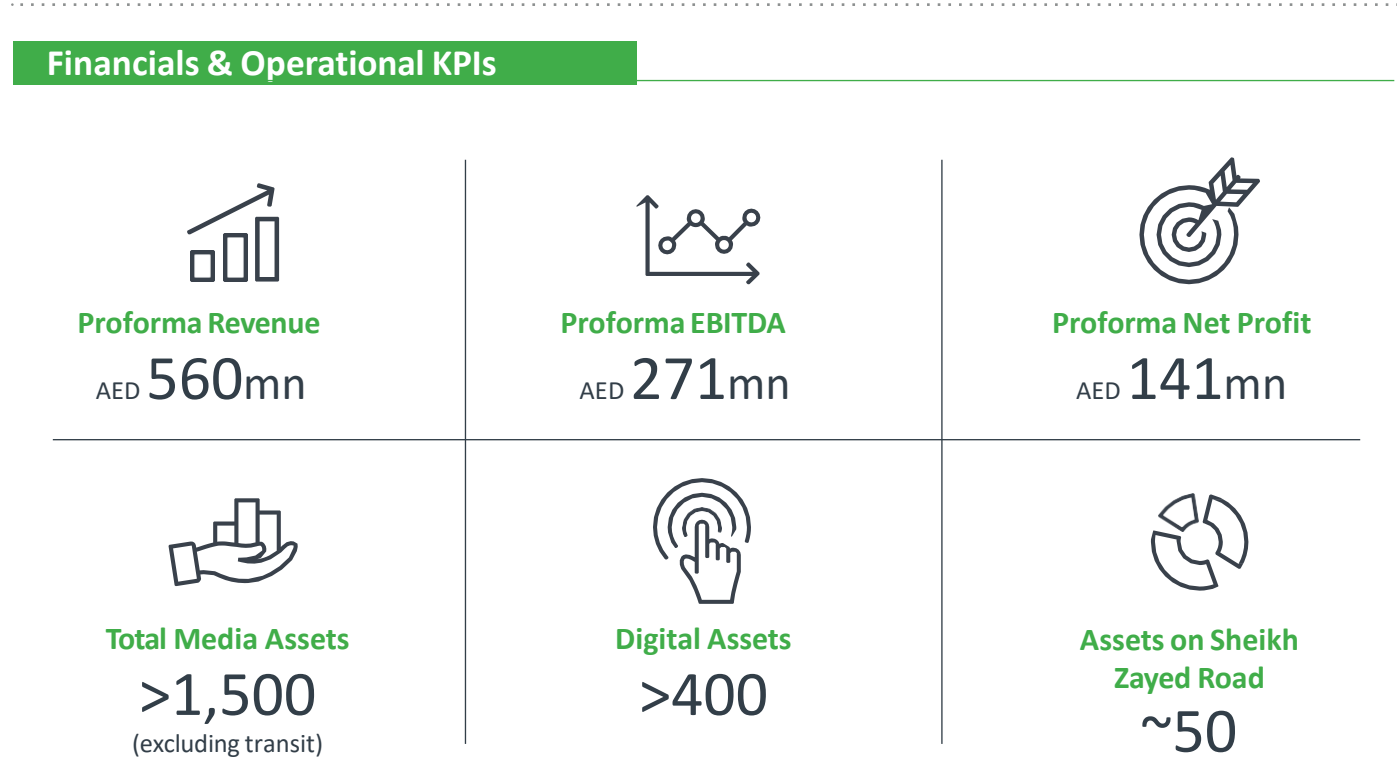 Financials & Operational KPIs
Proforma Revenue
AED 560mn
Proforma EBITDA
AED 271mn
Proforma Net Profit
AED 141mn
Total Media Assets
>1,500
(excluding transit)
Digital Assets
>400
Assets on Sheikh
Zayed Road
~50